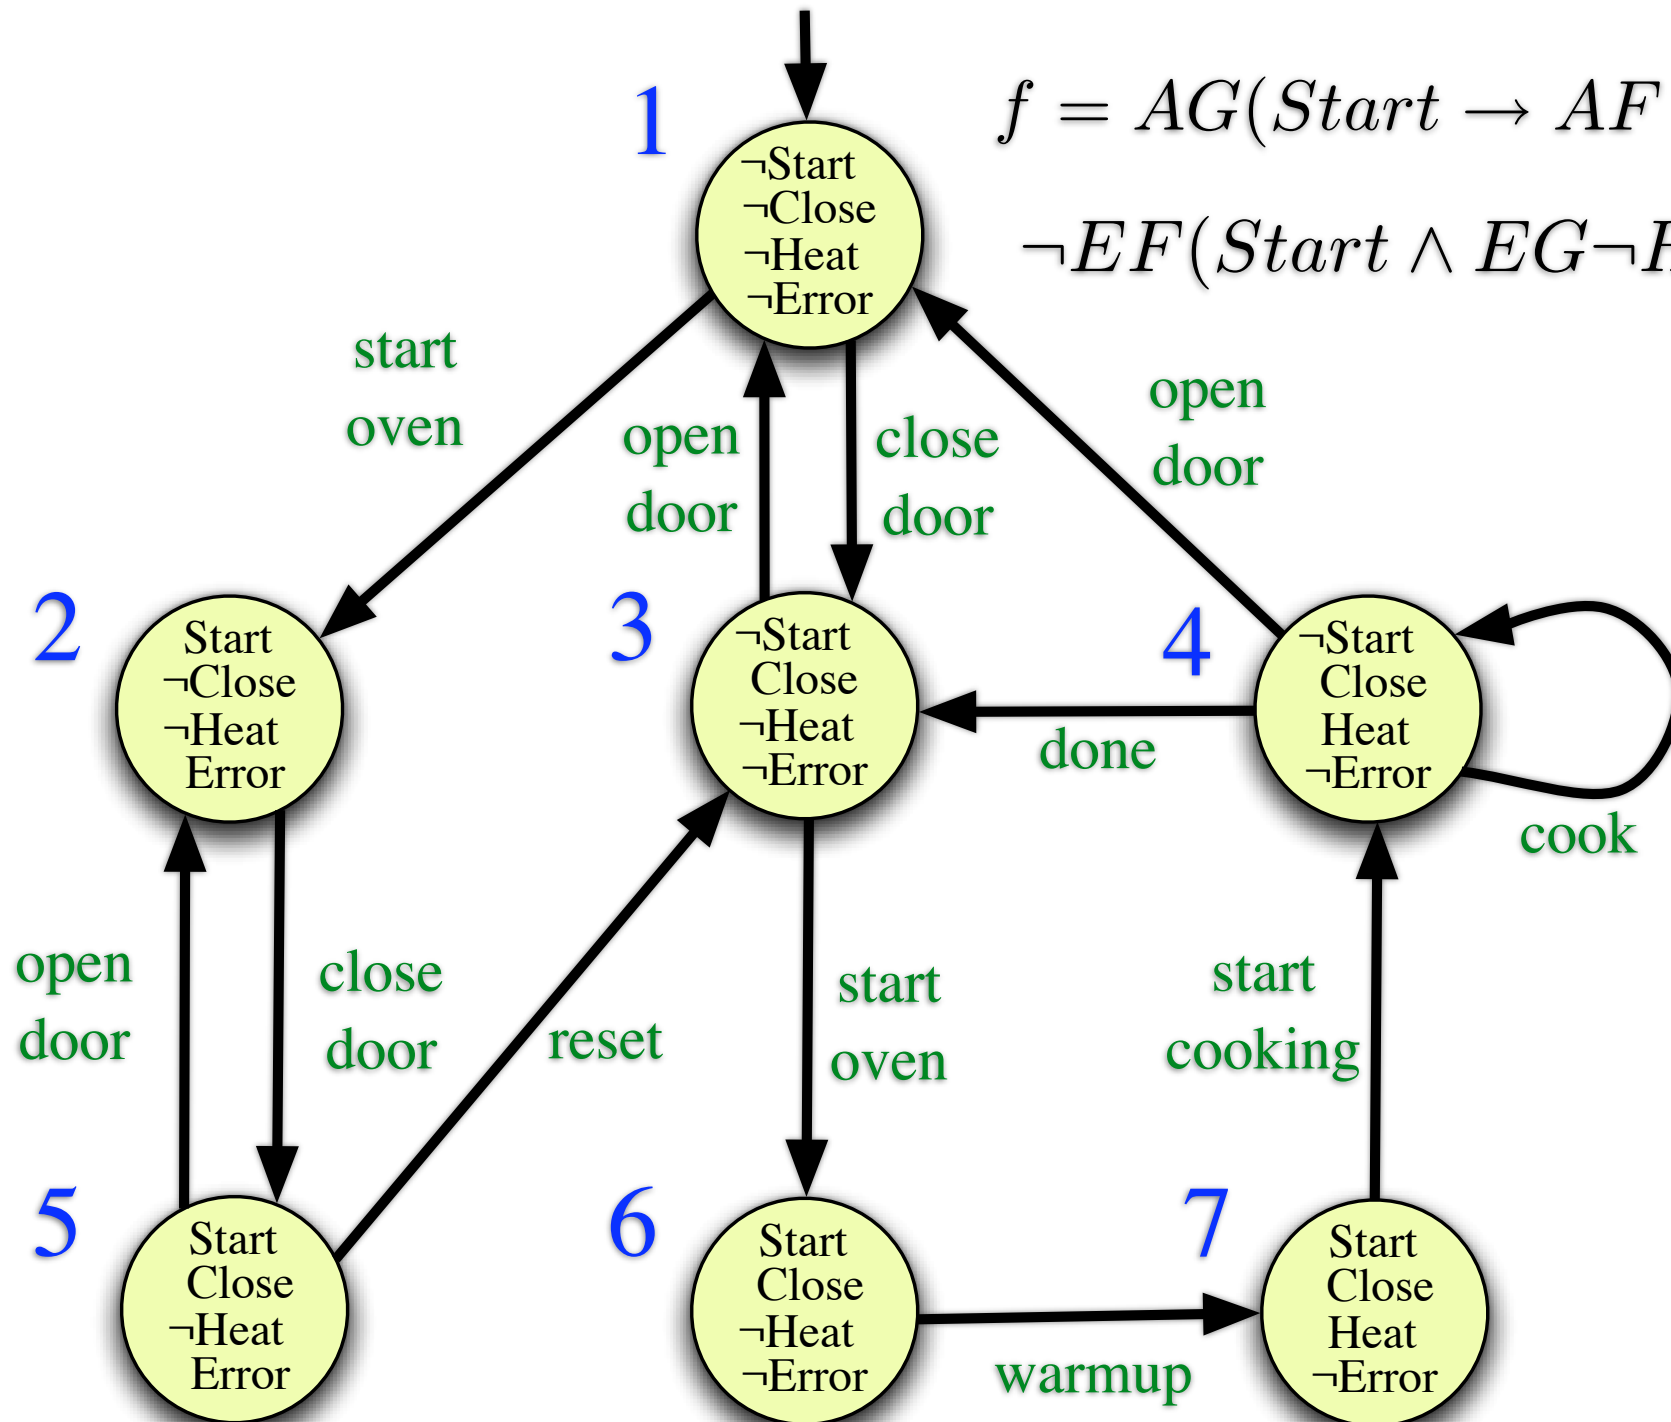 1
f = AG(Start → AF
¬Start
¬Close
¬Heat
¬Error
¬EF(Start ∧ EG¬
start
oven
open
door
close
door
open
door
2
Start
¬Close
¬Heat
Error
3
¬Start
Close
¬Heat
¬Error
4
¬Start
Close
Heat
¬Error
done
cook
open
door
close
door
reset
start
oven
start
cooking
5
Start
Close
¬Heat
Error
6
Start
Close
¬Heat
¬Error
7
Start
Close
Heat
¬Error
warmup